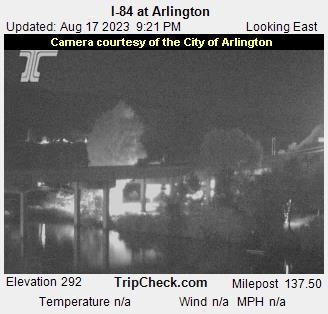 I-84 at Arlington
Updated: Aug 17 2023 9:21 PM Looking East
Camera courtesy of the City of Arlington
Elevation 292 TripCheck.com Milepost 137.50
Temperature n/a Wind n/a MPH n/a